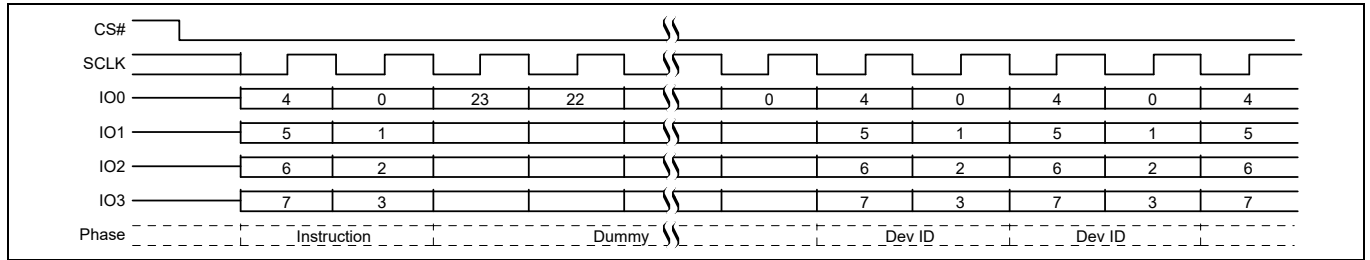 CS#
SCLK
IO0 4 0 23 22 0 4 0 4 0 4
IO1 5 1 5 1 5 1 5
IO2 6 2 6 2 6 2 6
IO3 7 3 7 3 7 3 7
Phase Instruction Dummy Dev ID Dev ID